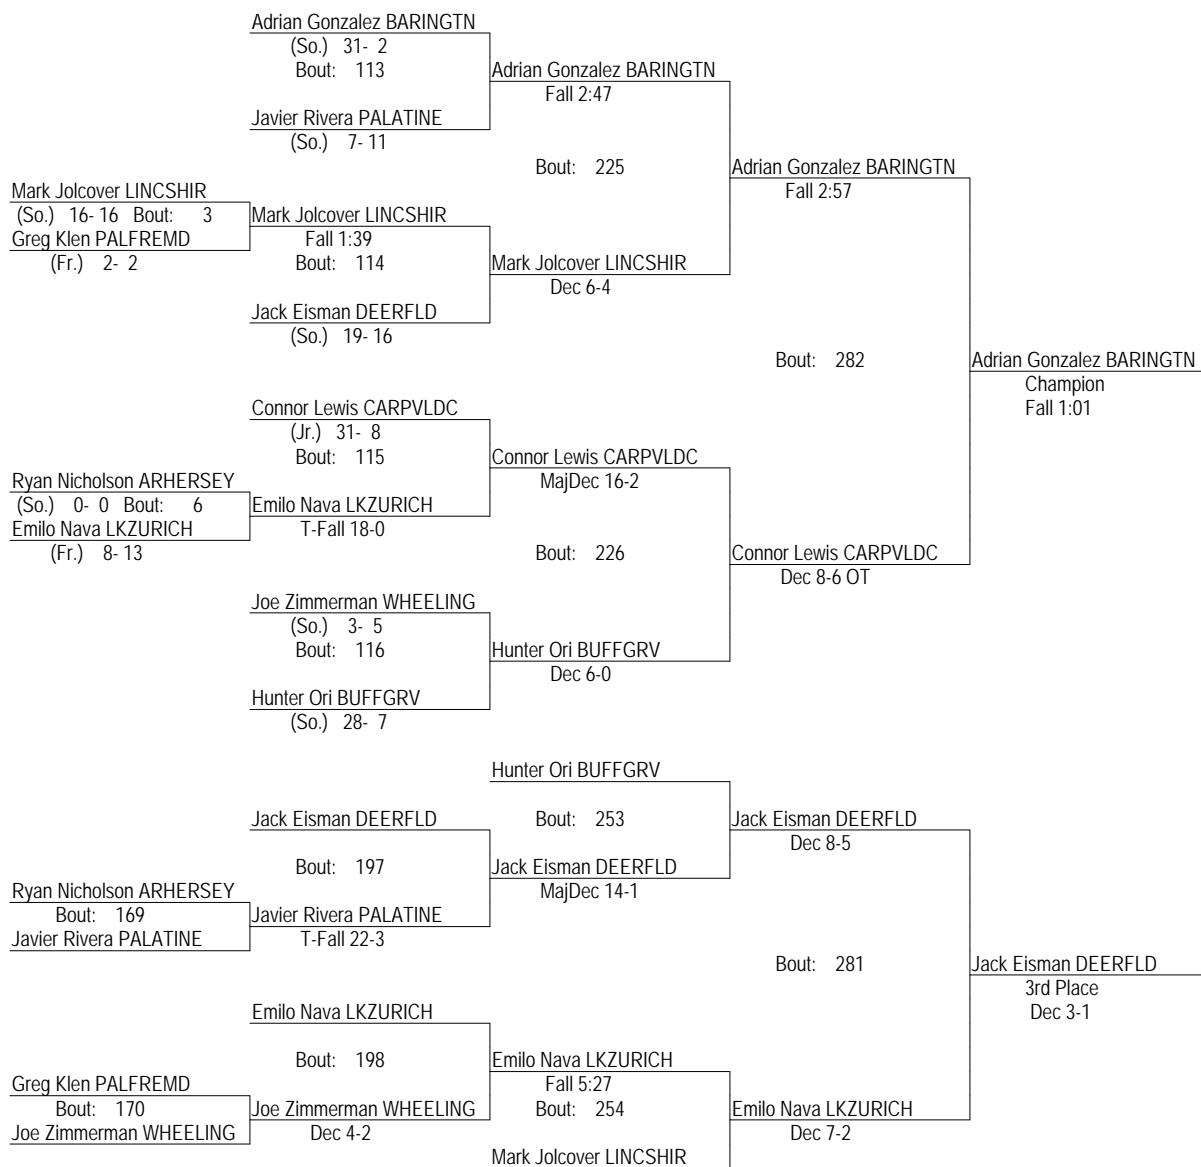 Adrian Gonzalez BARINGTN
(So.) 31- 2
Bout: 113
Adrian Gonzalez BARINGTN
Fall 2:47
Javier Rivera PALATINE
(So.) 7- 11
Bout: 225
Adrian Gonzalez BARINGTN
Fall 2:57
Mark Jolcover LINCSHIR
(So.) 16- 16 Bout: 3
Mark Jolcover LINCSHIR
Greg Klen PALFREMD
Fall 1:39
(Fr.) 2- 2
Bout: 114
Mark Jolcover LINCSHIR
Dec 6-4
Jack Eisman DEERFLD
(So.) 19- 16
Bout: 282
Adrian Gonzalez BARINGTN
Champion
Fall 1:01
Connor Lewis CARPVLDC
(Jr.) 31- 8
Bout: 115
Connor Lewis CARPVLDC
MajDec 16-2
Ryan Nicholson ARHERSEY
(So.) 0- 0 Bout: 6
Emilo Nava LKZURICH
Emilo Nava LKZURICH
T-Fall 18-0
(Fr.) 8- 13
Bout: 226
Connor Lewis CARPVLDC
Dec 8-6 OT
Joe Zimmerman WHEELING
(So.) 3- 5
Bout: 116
Hunter Ori BUFFGRV
Dec 6-0
Hunter Ori BUFFGRV
(So.) 28- 7
Hunter Ori BUFFGRV
Jack Eisman DEERFLD
Bout: 253
Jack Eisman DEERFLD
Dec 8-5
Bout: 197
Jack Eisman DEERFLD
MajDec 14-1
Ryan Nicholson ARHERSEY
Bout: 169
Javier Rivera PALATINE
Javier Rivera PALATINE
T-Fall 22-3
Bout: 281
Jack Eisman DEERFLD
3rd Place
Dec 3-1
Emilo Nava LKZURICH
Bout: 198
Emilo Nava LKZURICH
Fall 5:27
Greg Klen PALFREMD
Bout: 170
Joe Zimmerman WHEELING
Bout: 254
Emilo Nava LKZURICH
Joe Zimmerman WHEELING
Dec 4-2
Dec 7-2
Mark Jolcover LINCSHIR